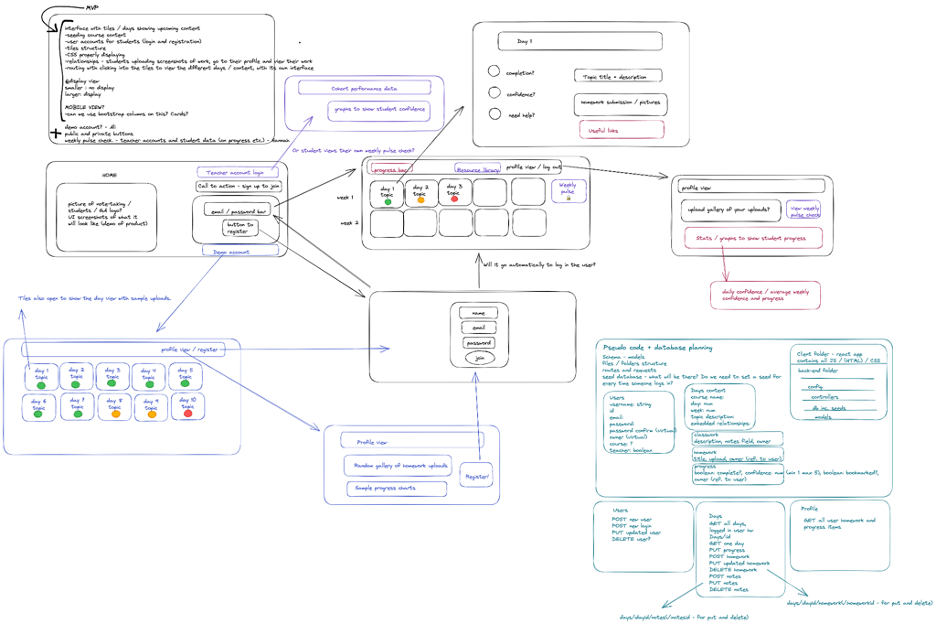 MVP
interface with tiles / days showing upcoming content
-seeding course content
-user accounts for students (login and registration)
-tiles structure
-CSS properly displaying
-relationships - students uploading screenshots of work, go to their profile and view their work
-routing with clicking into the tiles to view the different days / content, with its own interface
@display view
smaller : no display
larger: display
MOBILE VIEW?
-can we use bootstrap columns on this? Cards?
demo account? - all
public and private buttons
weekly pulse check - teacher accounts and student data (on progress etc.) - Hannah
Cohort performance data
graphs to show student confidence
Day 1
completion?
confidence?
need help?
Topic title + description
homework submission / pictures
Useful links
Or student views their own weekly pulse check?
HOME
picture of notetaking /
students / GA logo?
UI screenshots of what it
will look like (demo of product)
Teacher account login
Call to action - sign up to join
email / password bar
button to
register
Demo account
progress bar
Resource library
profile view / log out
week 1
day 1
topic
day 2
topic
day 3
topic
Weekly
pulse
week 2
profile view
upload gallery of your uploads?
view weekly
pulse check
Stats / graphs to show student progress
daily confidence / average weekly
confidence and progress
Will it go automatically to log in the user?
name
email
password
join
Tiles also open to show the day view with sample uploads.
profile view / register
day 1
topic
day 2
topic
day 3
topic
day 4
topic
day 5
topic
day 6
topic
day 7
topic
day 8
topic
day 9
topic
day 10
topic
Profile view
Random gallery of homework uploads
Sample progress charts
Register!
Pseudo code + database planning
Schema - models
files / folders structure
routes and requests
seed database - what will be there? Do we need to set a seed for
every time someone logs in?
Users
username: string
id
email:
password
password confirm (virtual)
owner (virtual)
course: ?
teacher: boolean
Days content
course name:
day: num
week: num
topic description
embedded relationships:
classwork
description, notes field, owner
homework
title, upload, owner (ref. to user)
progress
boolean: complete?, confidence: num (min 1 max 5), boolean: bookmarked?,
owner (ref. to user)
Client folder - react app
contains all JS / (HTML) / CSS
back-end folder
config
controllers
db inc. seeds
models
Users
POST new user
POST new login
PUT updated user
DELETE user?
Days
GET all days,
logged in user hw
Days/id
GET one day
PUT progress
POST homework
PUT updated homework
DELETE homework
POST notes
PUT notes
DELETE notes
Profile
GET all user homework and
progress items
days/dayid/homework/homeworkid - for put and delete)
days/dayid/notes/notesid - for put and delete)